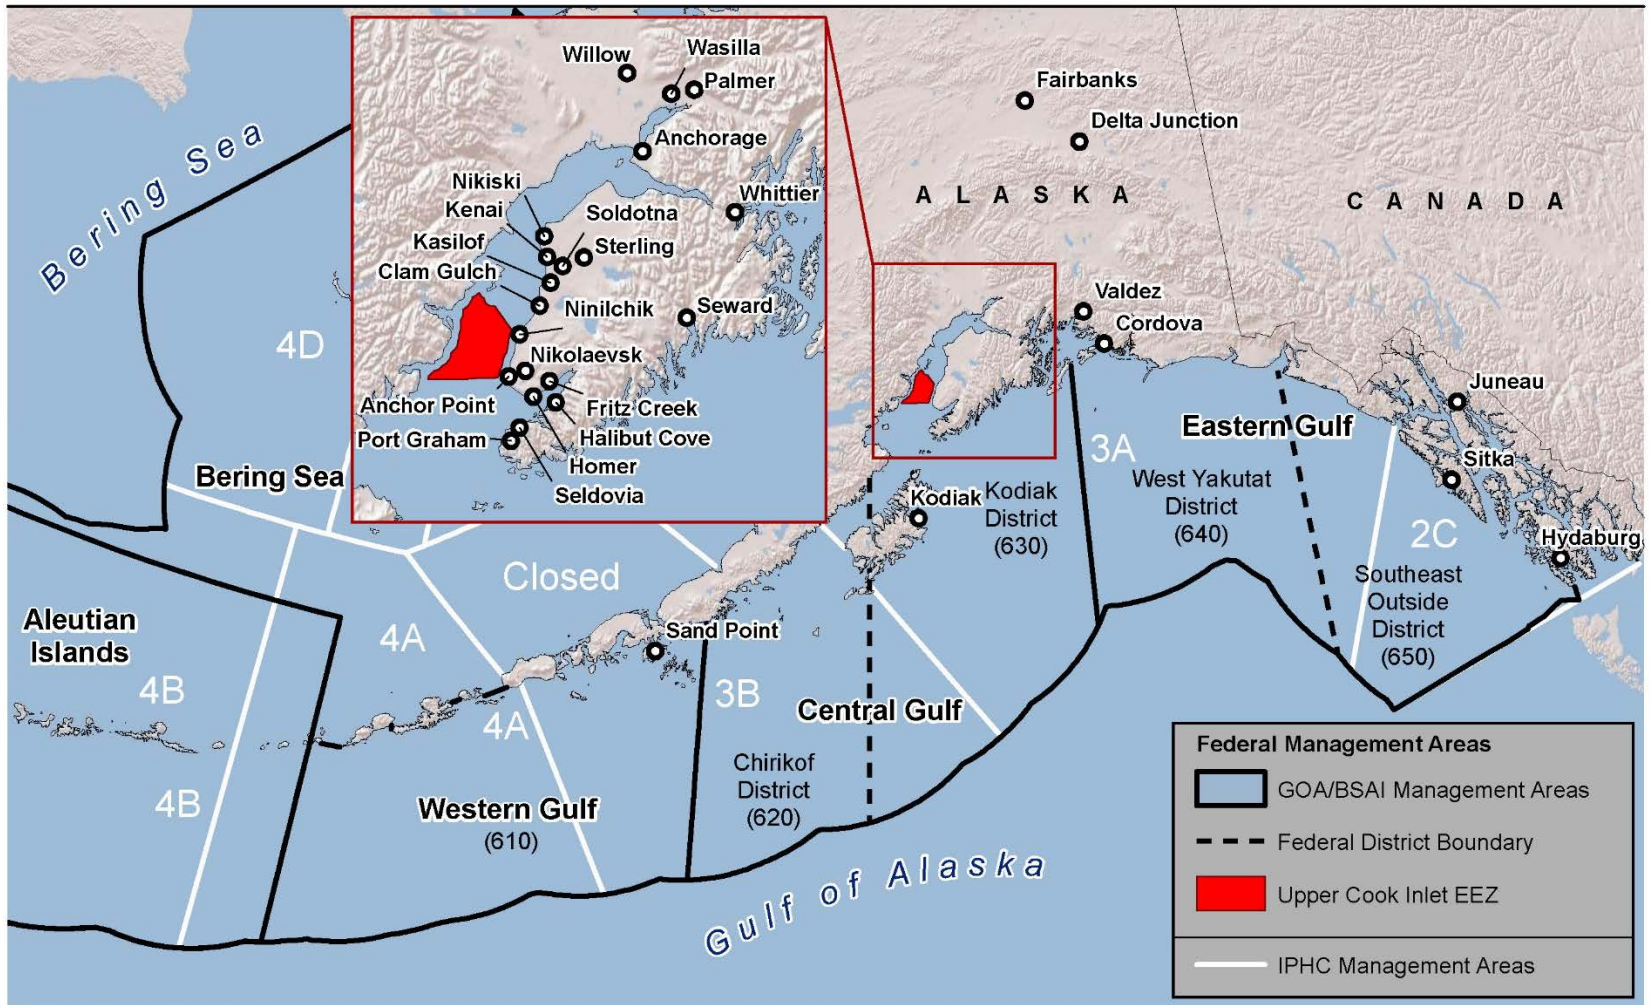 Willow
Wasilla
Palmer
Anchorage
Whittier
Nikiski
Kenai
Soldotna
Kasilof
Sterling
Clam Gulch
Ninilchik
Seward
Nikolaevsk
Anchor Point
Fritz Creek
Port Graham
Halibut Cove
Homer
Seldovia
Fairbanks
Delta Junction
ALASKA
CANADA
Valdez
Cordova
Juneau
Sitka
Hydaburg
Bering Sea
4D
Bering Sea
Aleutian
Islands
4B
4B
4A
4A
Closed
Sand Point
Western Gulf
(610)
3B
Chirikof
District
(620)
Central Gulf
Kodiak
Kodiak
District
(630)
3A
Eastern Gulf
West Yakutat
District
(640)
2C
Southeast
Outside
District
(650)
Gulf of Alaska
Federal Management Areas
GOA/BSAI Management Areas
Federal District Boundary
Upper Cook Inlet EEZ
IPHC Management Areas